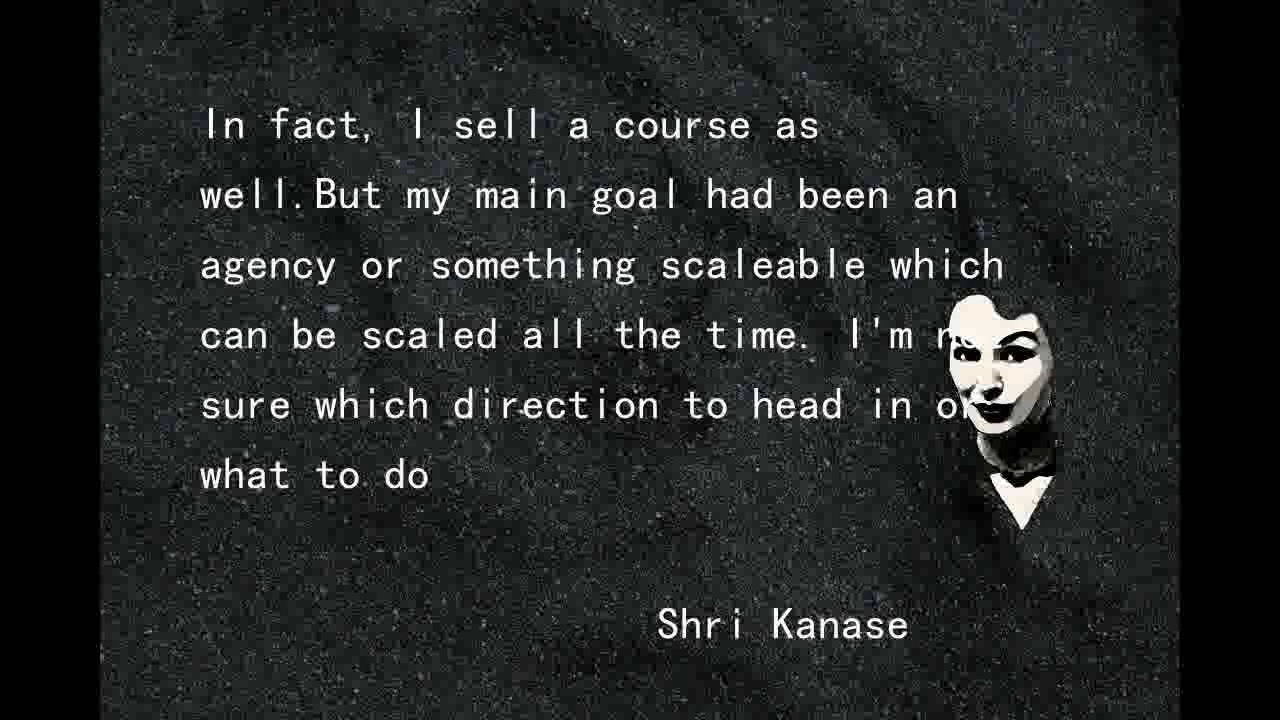 In fact, I sell a course as
well.But my main goal had been an
agency or something scaleable which
can be scaled all the time. I'm
sure which direction to head in or
what to do
Shri Kanase